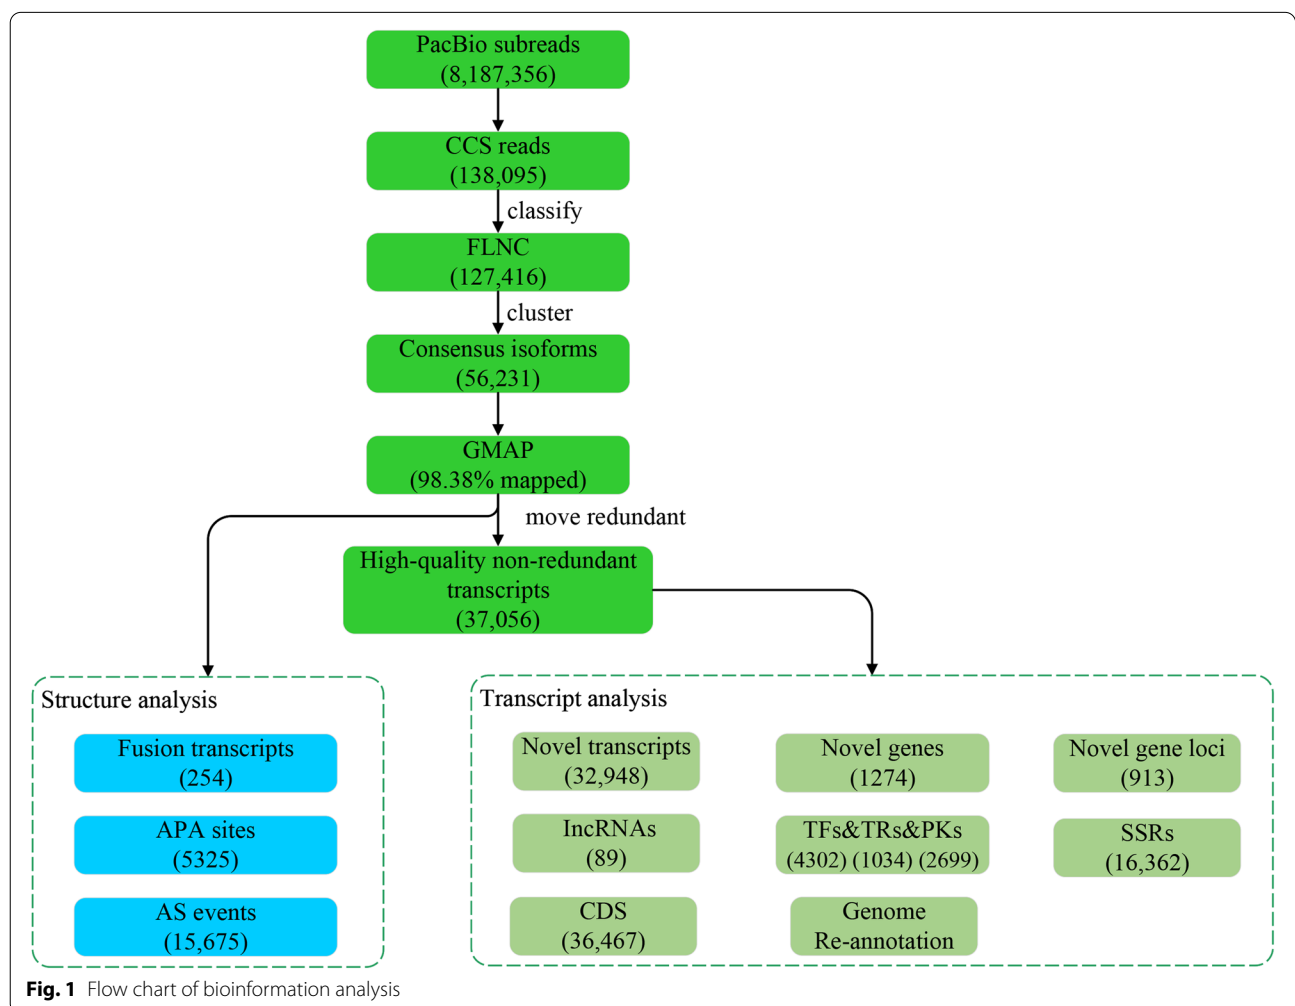 PacBio subreads
(8,187,356)
CCS reads
(138,095)
classify
FLNC
(127,416)
cluster
Consensus isoforms
(56,231)
GMAP
(98.38% mapped)
move redundant
High-quality non-redundant
transcripts
(37,056)
Structure analysis
Fusion transcripts
(254)
APA sites
(5325)
AS events
(15,675)
Transcript analysis
Novel transcripts
(32,948)
Novel genes
(1274)
Novel gene loci
(913)
IncRNAs
(89)
TFs&TRs&PKs
(4302) (1034) (2699)
SSRs
(16,362)
CDS
(36,467)
Genome
Re-annotation
Fig. 1 Flow chart of bioinformation analysis